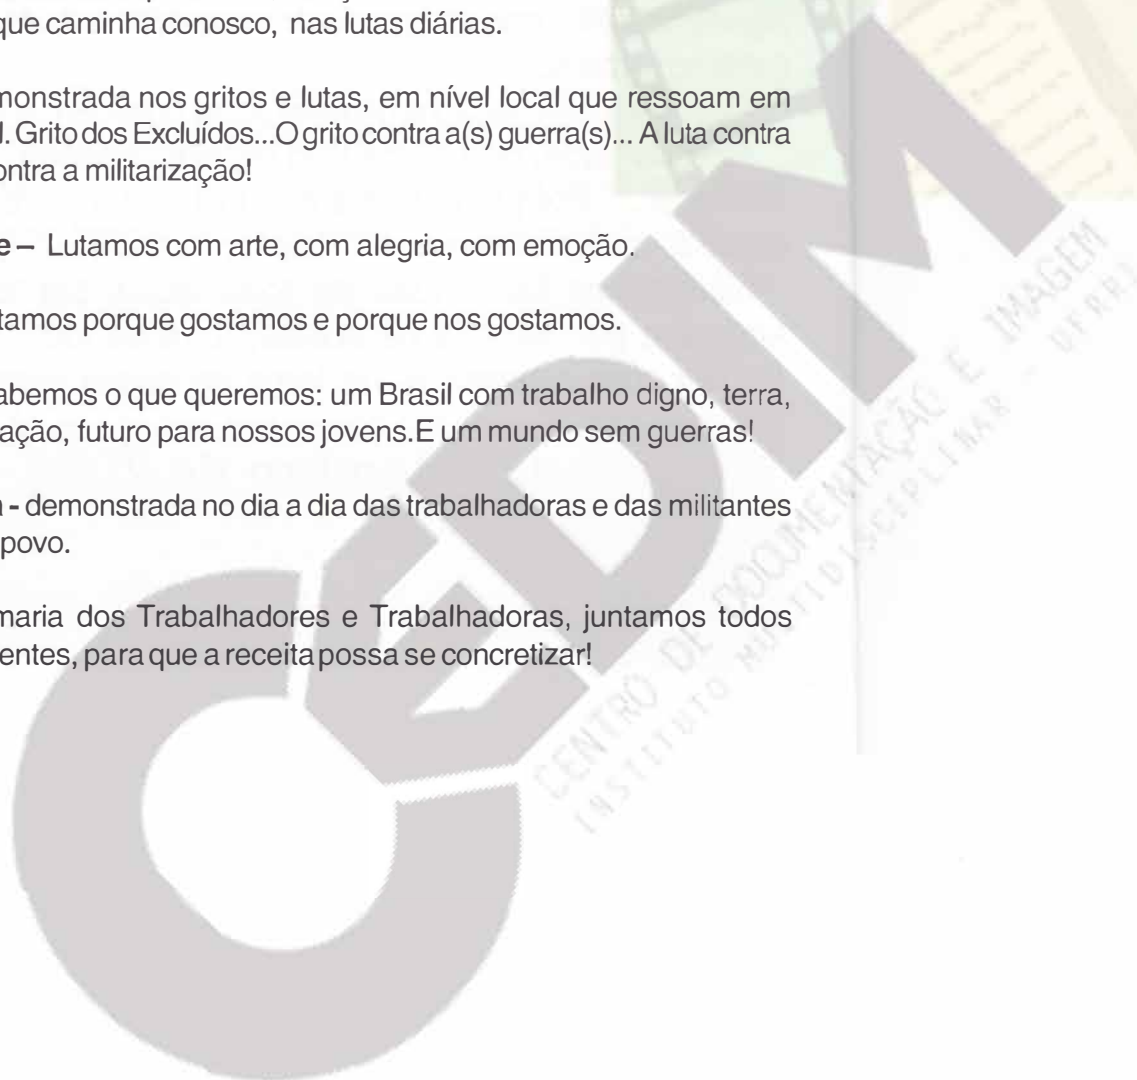 que caminha conosco, nas lutas diárias.
monstrada nos gritos e lutas, em nível local que ressoam em
l. Grito dos Excluídos...O grito contra a(s) guerra(s)... A luta contra
ontra a militarização!
e – Lutamos com arte, com alegria, com emoção.
tamos porque gostamos e porque nos gostamos.
abemos o que queremos: um Brasil com trabalho digno, terra,
ação, futuro para nossos jovens.E um mundo sem guerras!
a - demonstrada no dia a dia das trabalhadoras e das militantes
povo.
maria dos Trabalhadores e Trabalhadoras, juntamos todos
entes, para que a receita possa se concretizar!
CEDIM
CENTRO DE DOCUMENTAÇÃO E IMAGEM
INSTITUTO MULTIDISCIPLINAR - UFRRJ